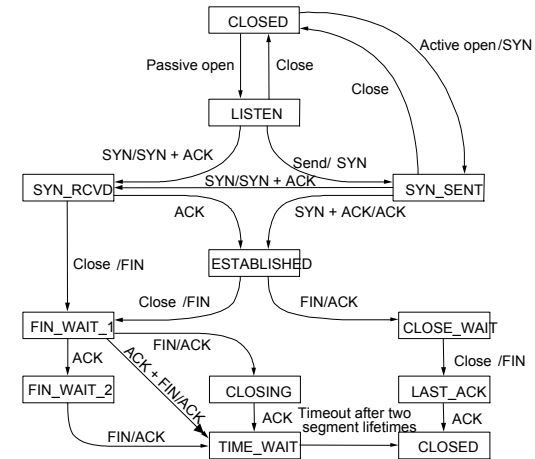 CLOSED
Active open/SYN
Passive open
Close
Close
LISTEN
SYN/SYN + ACK
Send/ SYN
SYN/SYN + ACK
SYN_RCVD
SYN_SENT
ACK
SYN + ACK/ACK
Close /FIN
ESTABLISHED
Close /FIN
FIN/ACK
FIN_WAIT_1
CLOSE_WAIT
FIN/ACK
ACK
ACK + FIN/ACK
Close /FIN
FIN_WAIT_2
CLOSING
LAST_ACK
ACK
Timeout after two
segment lifetimes
ACK
FIN/ACK
TIME_WAIT
CLOSED